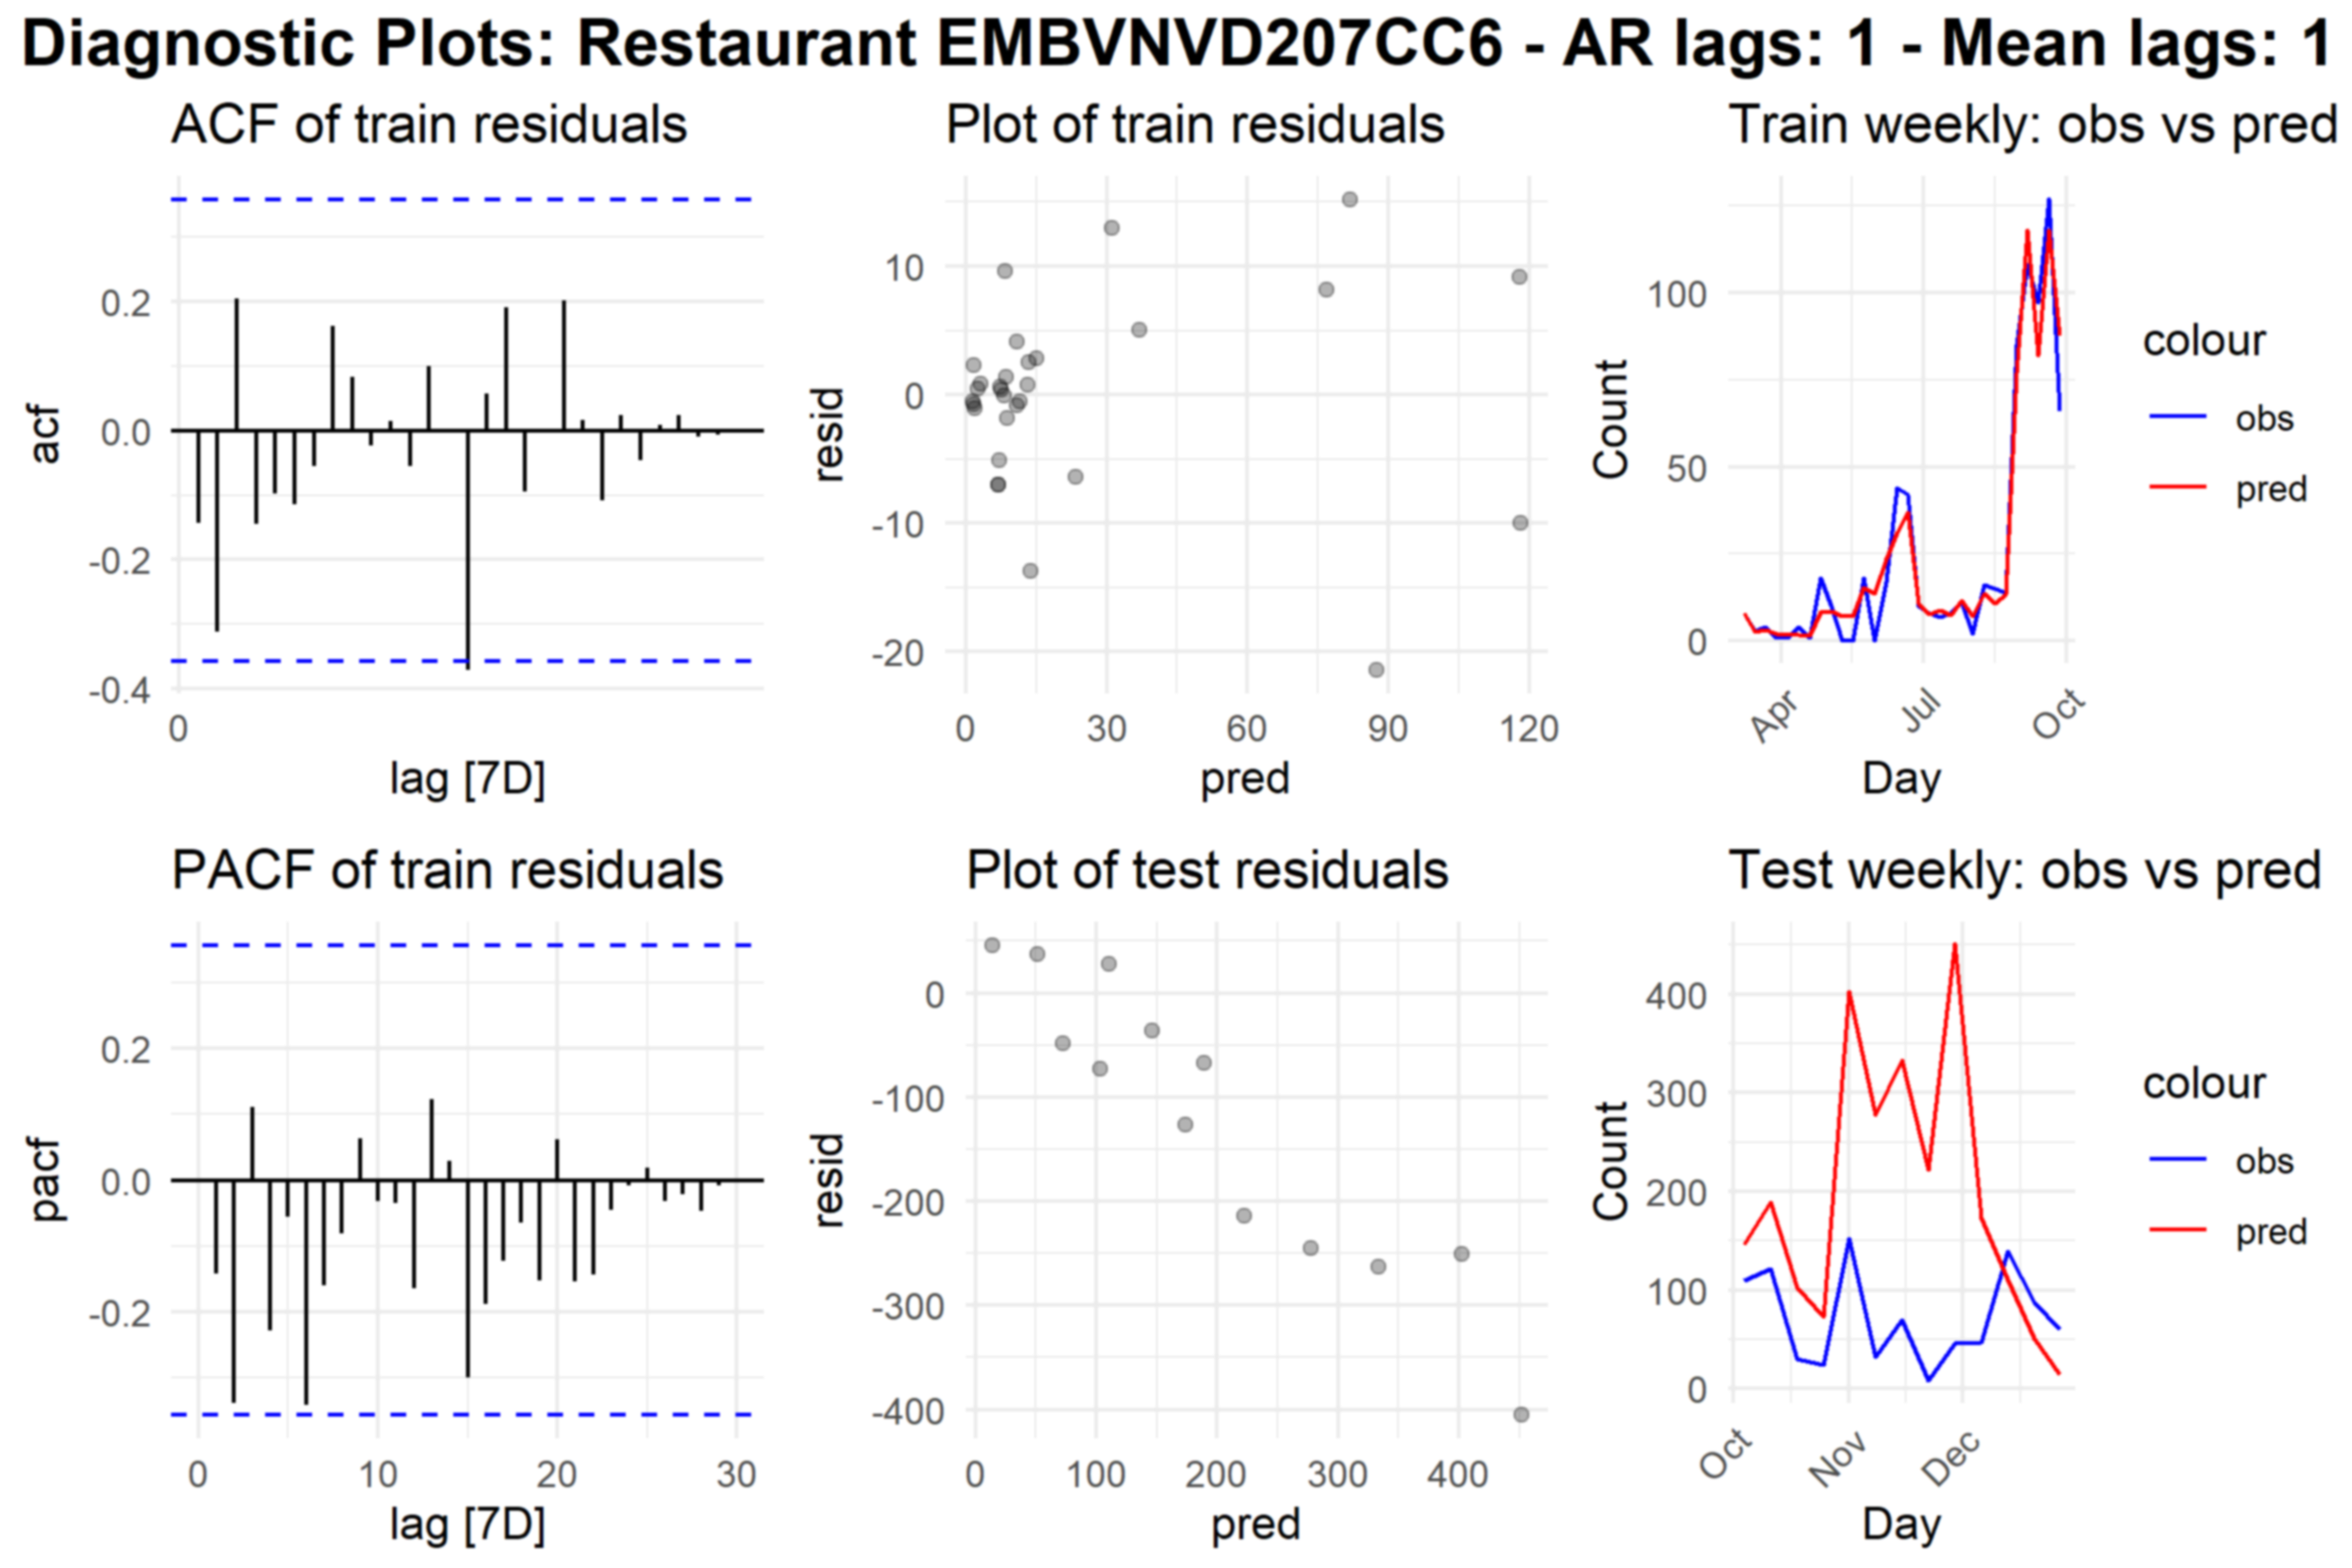 Diagnostic Plots: Restaurant EMBVNVD207CC6 - AR lags: 1 - Mean lags: 1
ACF of train residuals
0.2
0.0
-0.2
-0.4
acf
0
lag [7D]
Plot of train residuals
10
0
-10
-20
resid
0 30 60 90 120
pred
Train weekly: obs vs pred
100
50
0
Count
Apr Jul Oct
Day
colour
obs
pred
PACF of train residuals
0.2
0.0
-0.2
pacf
0 10 20 30
lag [7D]
Plot of test residuals
0
-100
-200
-300
-400
resid
0 100 200 300 400
pred
Test weekly: obs vs pred
400
300
200
100
0
Count
Oct Nov Dec
Day
colour
obs
pred